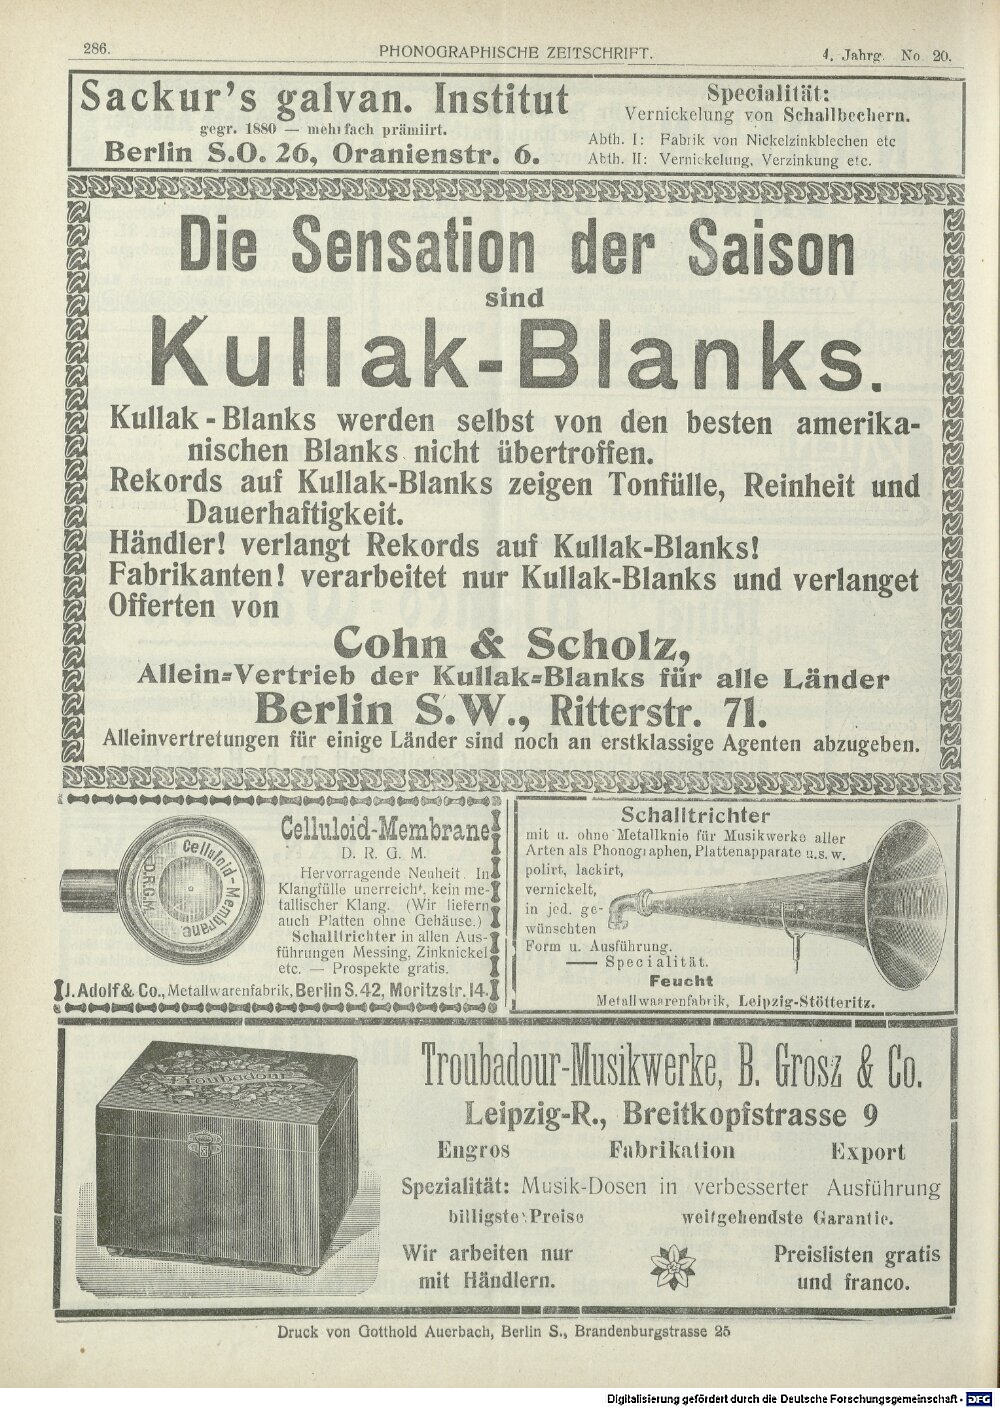 286.
PHONOGRAPHISCHE ZEITSCHRIFT.
4. Jahrg. No. 20.
Sackur's galvan. Institut
gegr. 1880 — mehrfach prämiirt.
Berlin S.O. 26, Oranienstr. 6.
Specialität:
Vernickelung von Schallbechern.
Abth. I: Fabrik von Nickelzinkblechen etc
Abth. II: Vernickelung, Verzinkung etc.
Die Sensation der Saison
sind
Kullak-Blanks.
Kullak-Blanks werden selbst von den besten amerika-
nischen Blanks nicht übertroffen.
Rekords auf Kullak-Blanks zeigen Tonfülle, Reinheit und
Dauerhaftigkeit.
Händler! verlangt Rekords auf Kullak-Blanks!
Fabrikanten! verarbeitet nur Kullak-Blanks und verlanget
Offerten von
Cohn & Scholz,
Allein-Vertrieb der Kullak-Blanks für alle Länder
Berlin S.W., Ritterstr. 71.
Alleinvertretungen für einige Länder sind noch an erstklassige Agenten abzugeben.
Celluloid-Membrane
D.R.G.M.
Celluloid-Membrane
D. R. G. M.
Hervorragende Neuheit. In
Klangfülle unerreicht, kein me-
tallischer Klang. (Wir liefern
auch Platten ohne Gehäuse.)
Schalltrichter in allen Aus-
führungen Messing, Zinknickel
etc. — Prospekte gratis.
J. Adolf & Co., Metallwarenfabrik, Berlin S. 42, Moritzstr. 14.
Schalltrichter
mit u. ohne Metallknie für Musikwerke aller
Arten als Phonographen, Plattenapparate u.s.w.
polirt, lackirt,
vernickelt,
in jed. ge-
wünschten
Form u. Ausführung.
— Specialität.
Feucht
Metallwaarenfabrik, Leipzig-Stötteritz.
Troubadour
Troubadour-Musikwerke, B. Grosz & Co.
Leipzig-R., Breitkopfstrasse 9
Engros Fabrikation Export
Spezialität: Musik-Dosen in verbesserter Ausführung
billigste Preise weitgehendste Garantie.
Wir arbeiten nur
mit Händlern.
Preislisten gratis
und franco.
Druck von Gotthold Auerbach, Berlin S., Brandenburgstrasse 25
Digitalisierung gefördert durch die Deutsche Forschungsgemeinschaft - DFG